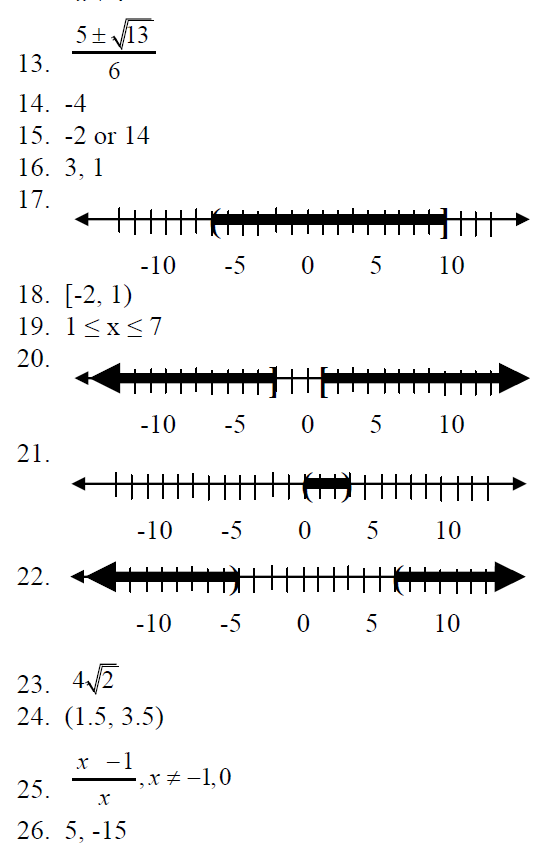 13. \frac{5 ± √13}{6}
14. -4
15. -2 or 14
16. 3, 1
17.
-10 -5 0 5 10
18. [-2, 1)
19. 1 ≤ x ≤ 7
20.
-10 -5 0 5 10
21.
-10 -5 0 5 10
22.
-10 -5 0 5 10
23. 4√2
24. (1.5, 3.5)
25. \frac{x −1}{x}, x ≠ −1,0
26. 5, -15